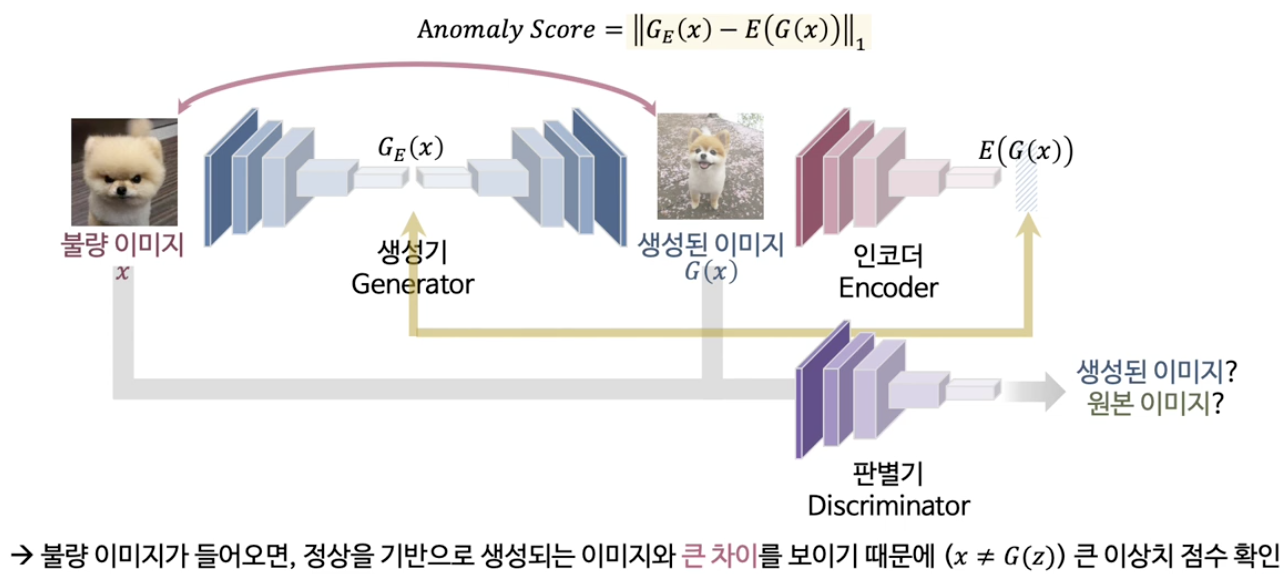 Anomaly Score = ‖G_E(x) − E(G(x))‖₁
G_E(x)
E(G(x))
불량 이미지
x
생성기
Generator
생성된 이미지
G(x)
인코더
Encoder
생성된 이미지?
원본 이미지?
판별기
Discriminator
→ 불량 이미지가 들어오면, 정상을 기반으로 생성되는 이미지와 큰 차이를 보이기 때문에 (x ≠ G(z)) 큰 이상치 점수 확인